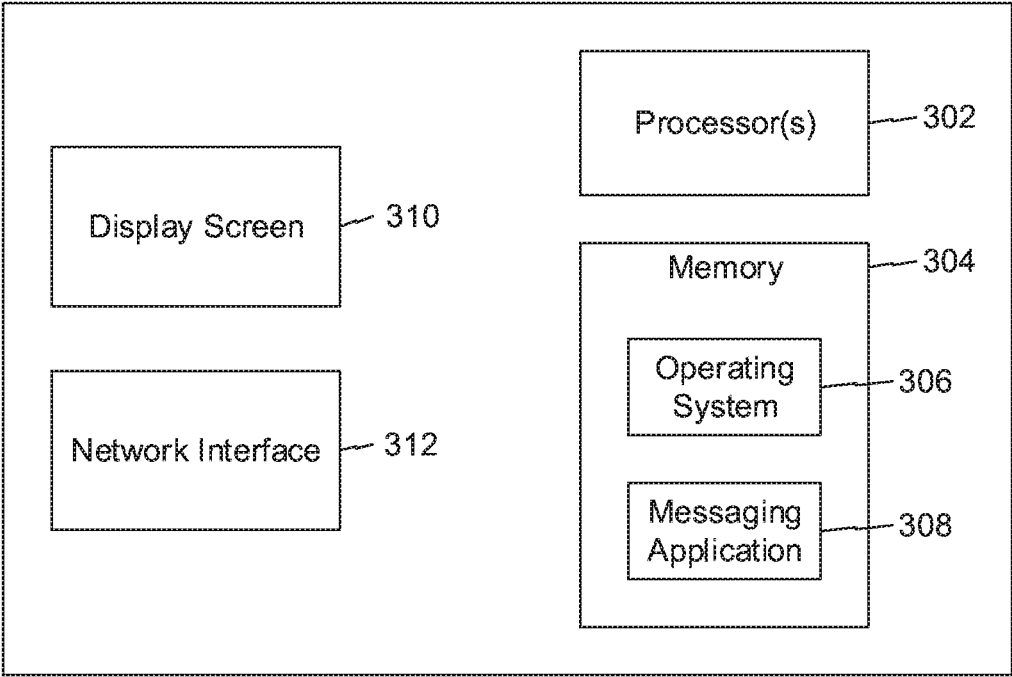 Processor(s)
302
Display Screen
310
Memory
304
Operating
System
306
Network Interface
312
Messaging
Application
308